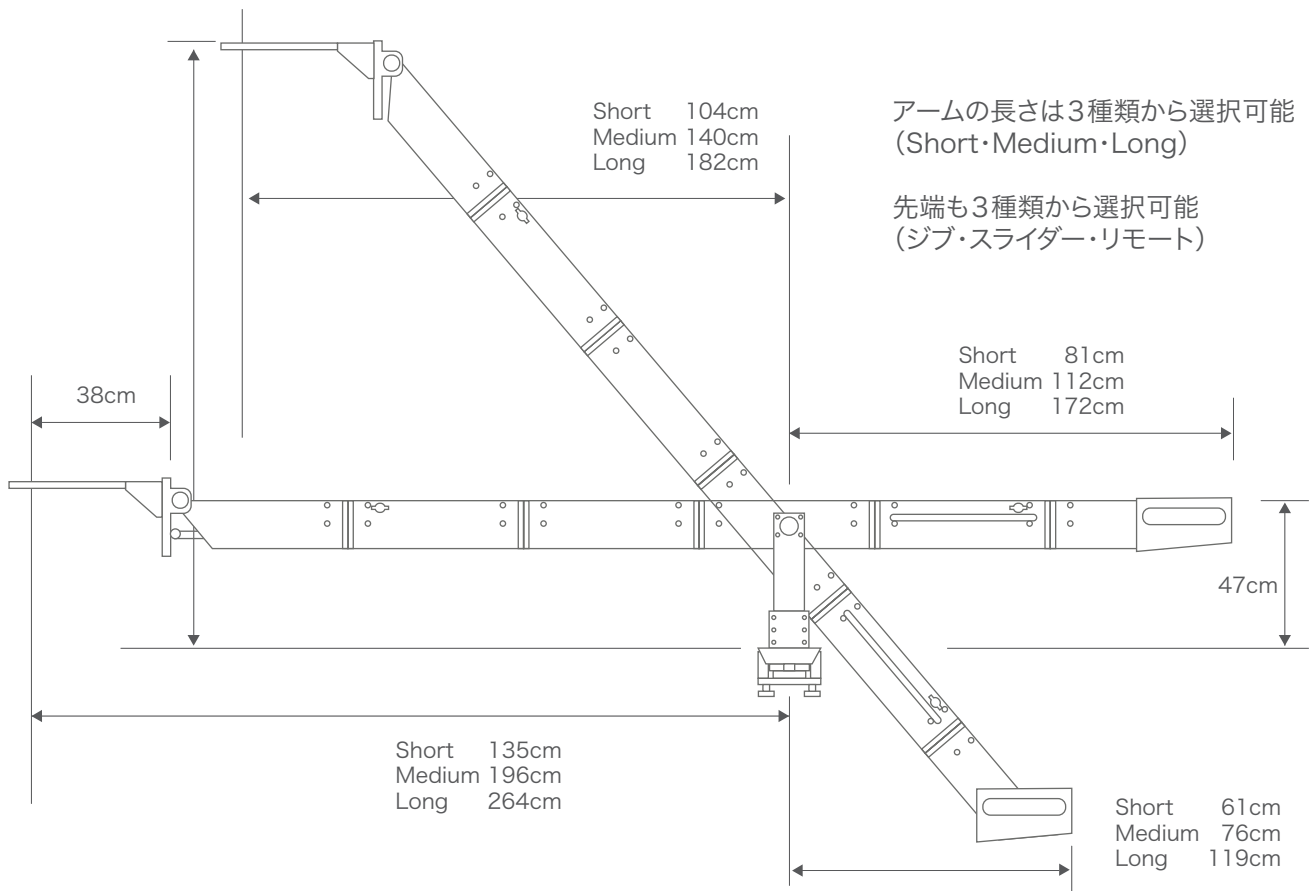 Short 104cm
Medium 140cm
Long 182cm
アームの長さは3種類から選択可能
(Short・Medium・Long)
先端も3種類から選択可能
(ジブ・スライダー・リモート)
Short 81cm
Medium 112cm
Long 172cm
38cm
47cm
Short 135cm
Medium 196cm
Long 264cm
Short 61cm
Medium 76cm
Long 119cm